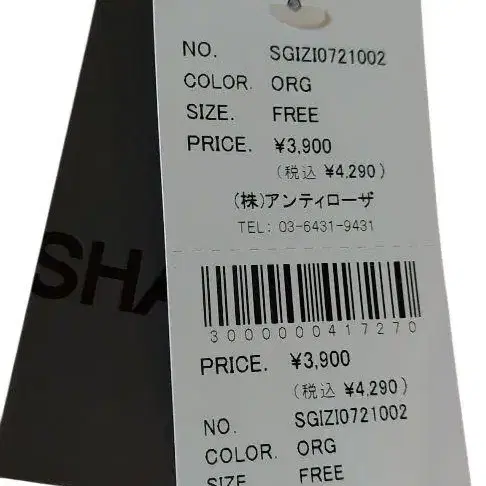 NO. SGIZI0721002
COLOR. ORG
SIZE. FREE
PRICE. ¥3,900
(税込 ¥4,290)
(株)アンティローザ
TEL: 03-6431-9431
3000000417270
PRICE. ¥3,900
(税込 ¥4,290)
NO. SGIZI0721002
COLOR. ORG
SIZE. FREE